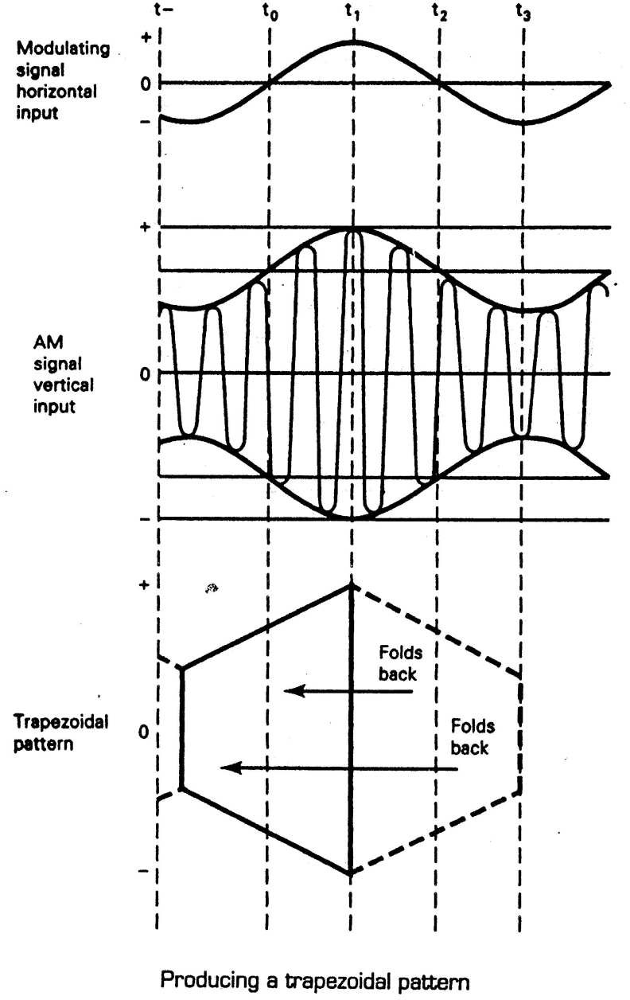 t– t0 t1 t2 t3
+
Modulating
signal
horizontal
input
0
–
+
AM
signal
vertical
input
0
–
+
Folds
back
Trapezoidal
pattern
0
Folds
back
–
Producing a trapezoidal pattern